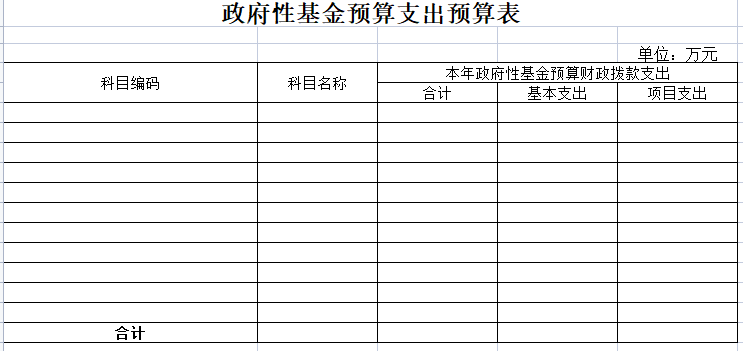 政府性基金预算支出预算表
单位：万元
科目编码 科目名称 本年政府性基金预算财政拨款支出
合计 基本支出 项目支出
合计